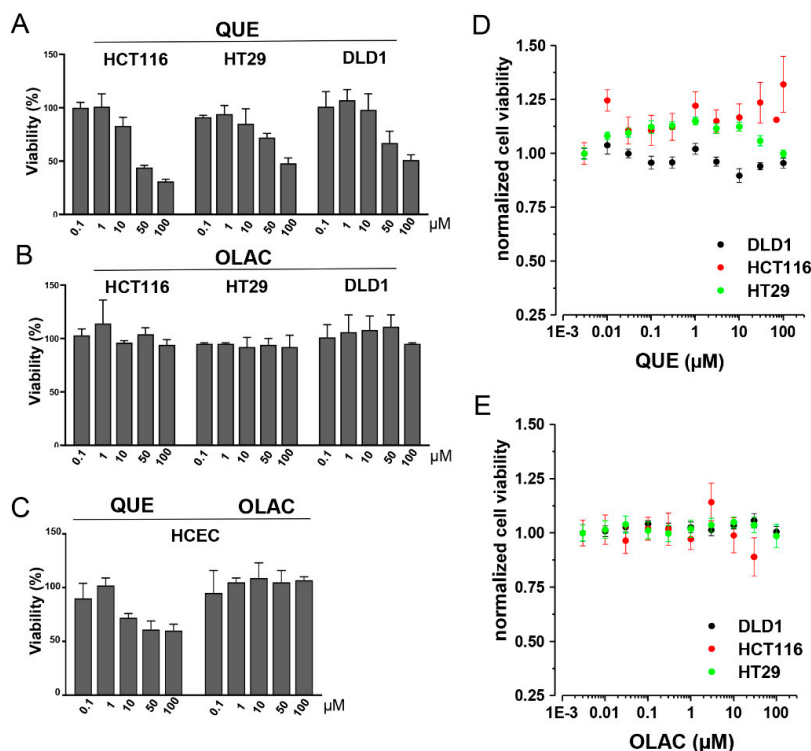 A
QUE
HCT116 HT29 DLD1
Viability (%)
150
100
50
0
0.1 1 10 50 100 0.1 1 10 50 100 0.1 1 10 50 100 µM
B
OLAC
HCT116 HT29 DLD1
Viability (%)
150
100
50
0
0.1 1 10 50 100 0.1 1 10 50 100 0.1 1 10 50 100 µM
C
QUE OLAC
HCEC
Viability (%)
150
100
50
0
0.1 1 10 50 100 0.1 1 10 50 100 µM
D
normalized cell viability
1.50
1.25
1.00
0.75
0.50
0.25
DLD1
HCT116
HT29
1E-3 0.01 0.1 1 10 100
QUE (µM)
E
normalized cell viability
1.50
1.25
1.00
0.75
0.50
0.25
DLD1
HCT116
HT29
1E-3 0.01 0.1 1 10 100
OLAC (µM)